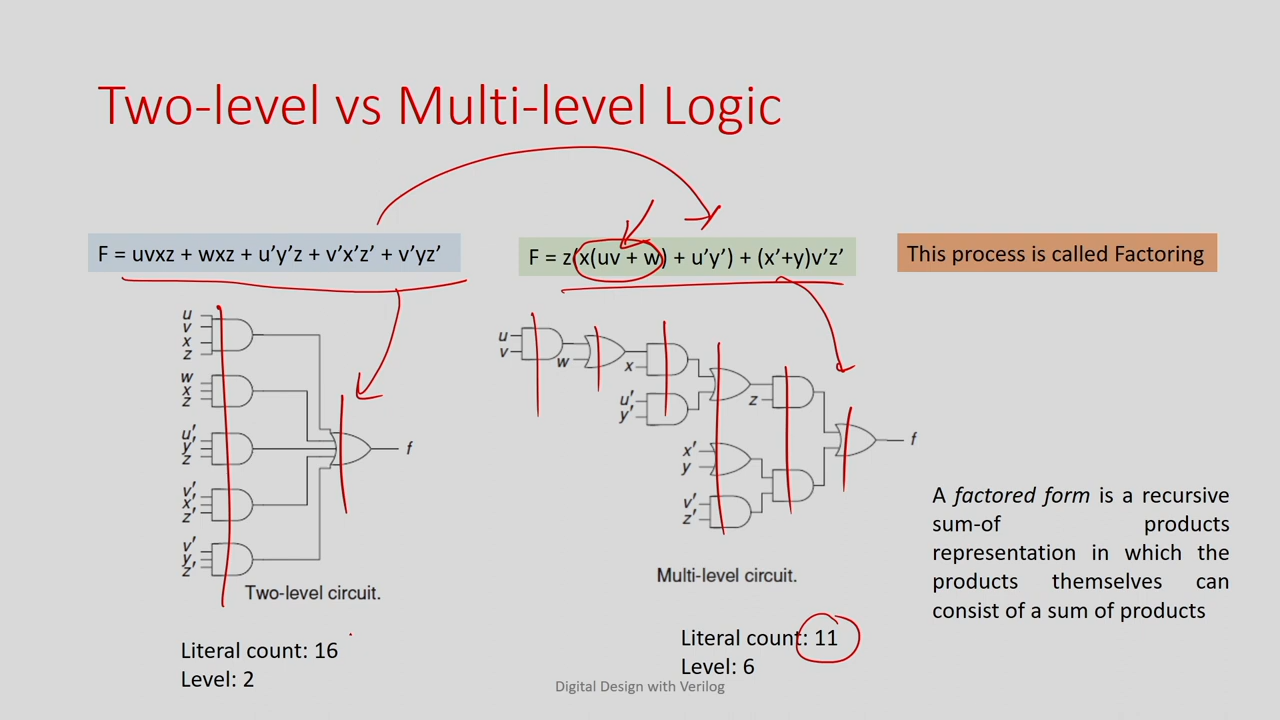 Two-level vs Multi-level Logic
F = uvxz + wxz + u’y’z + v’x’z’ + v’yz’
F = z(x(uv + w) + u’y’) + (x’+y)v’z’
This process is called Factoring
u
v
x
z
w
x
z
u'
y'
z
v'
x'
z'
v'
y
z'
f
Two-level circuit.
Literal count: 16
Level: 2
u
v
w
x
u'
y'
z
x'
y
v'
z'
f
Multi-level circuit.
Literal count: 11
Level: 6
A factored form is a recursive
sum-of products
representation in which the
products themselves can
consist of a sum of products
Digital Design with Verilog